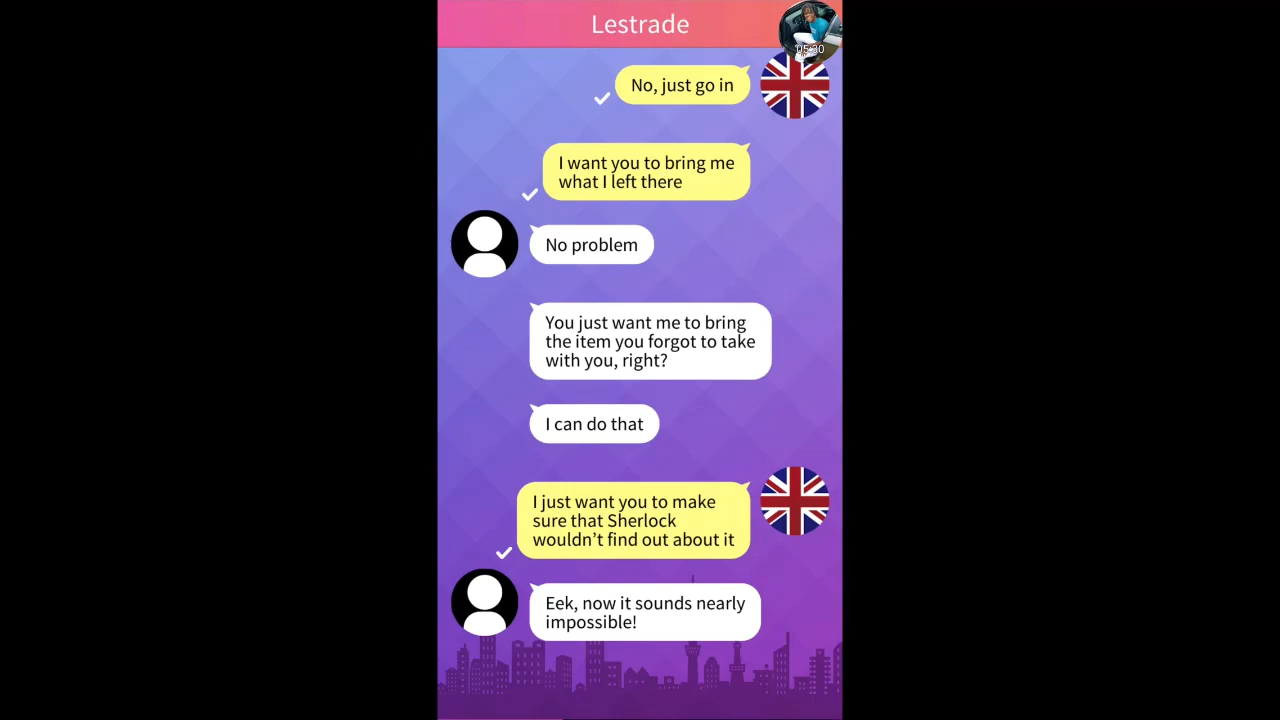 Lestrade
05:30
No, just go in
I want you to bring me
what I left there
No problem
You just want me to bring
the item you forgot to take
with you, right?
I can do that
I just want you to make
sure that Sherlock
wouldn't find out about it
Eek, now it sounds nearly
impossible!